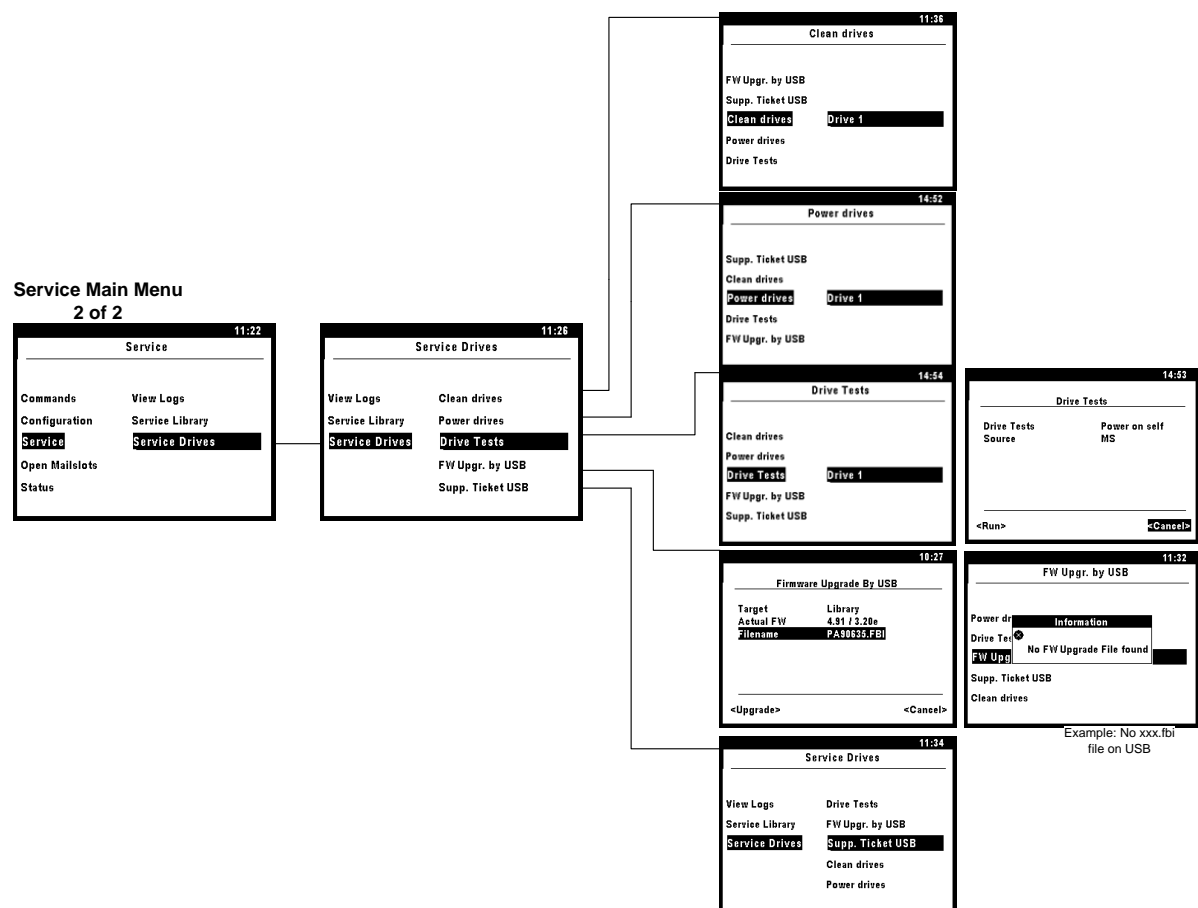 11:36
Clean drives
FW Upgr. by USB
Supp. Ticket USB
Clean drives Drive 1
Power drives
Drive Tests
14:52
Power drives
Supp. Ticket USB
Clean drives
Power drives Drive 1
Drive Tests
FW Upgr. by USB
Service Main Menu
2 of 2
11:22
Service
Commands View Logs
Configuration Service Library
Service Service Drives
Open Mailslots
Status
11:26
Service Drives
View Logs Clean drives
Service Library Power drives
Service Drives Drive Tests
FW Upgr. by USB
Supp. Ticket USB
14:54
Drive Tests
Clean drives
Power drives
Drive Tests Drive 1
FW Upgr. by USB
Supp. Ticket USB
14:53
Drive Tests
Drive Tests Power on self
Source MS
<Run> <Cancel>
10:27
Firmware Upgrade By USB
Target Library
Actual FW 4.91 / 3.20e
Filename PA90635.FBI
<Upgrade> <Cancel>
11:32
FW Upgr. by USB
Power dr
Information
Drive Tes
No FW Upgrade File found
FW Upg
Supp. Ticket USB
Clean drives
Example: No xxx.fbi
file on USB
11:34
Service Drives
View Logs Drive Tests
Service Library FW Upgr. by USB
Service Drives Supp. Ticket USB
Clean drives
Power drives